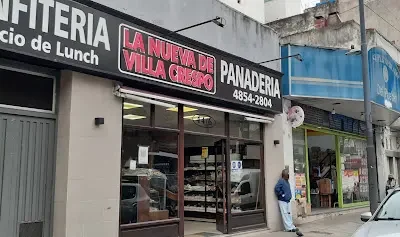 NFITERIA
cio de Lunch
LA NUEVA DE
VILLA CRESPO
PANADERIA
4854-2804